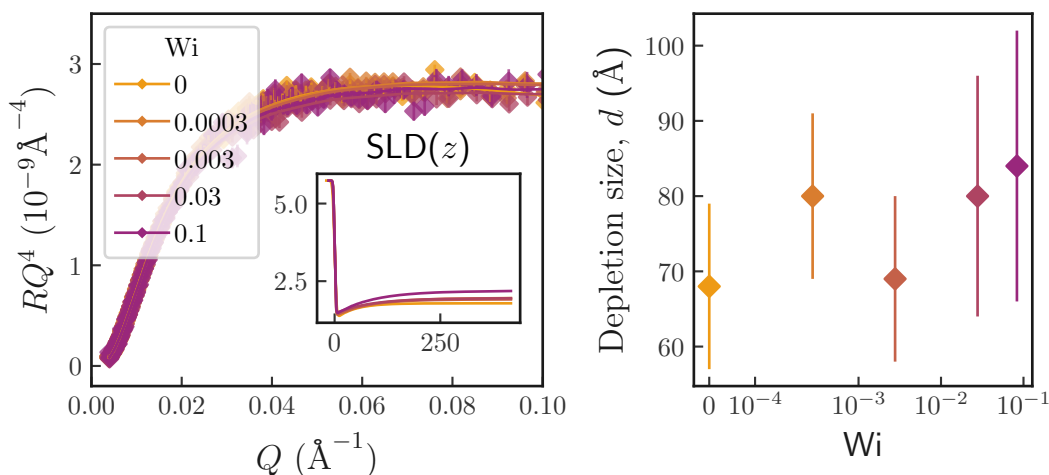 RQ⁴ (10⁻⁹Å⁻⁴)
3
2
1
0
Wi
0
0.0003
0.003
0.03
0.1
SLD(z)
5.0
2.5
0 250
0.00 0.02 0.04 0.06 0.08 0.10
Q (Å⁻¹)
Depletion size, d (Å)
100
90
80
70
60
0 10⁻⁴ 10⁻³ 10⁻² 10⁻¹
Wi